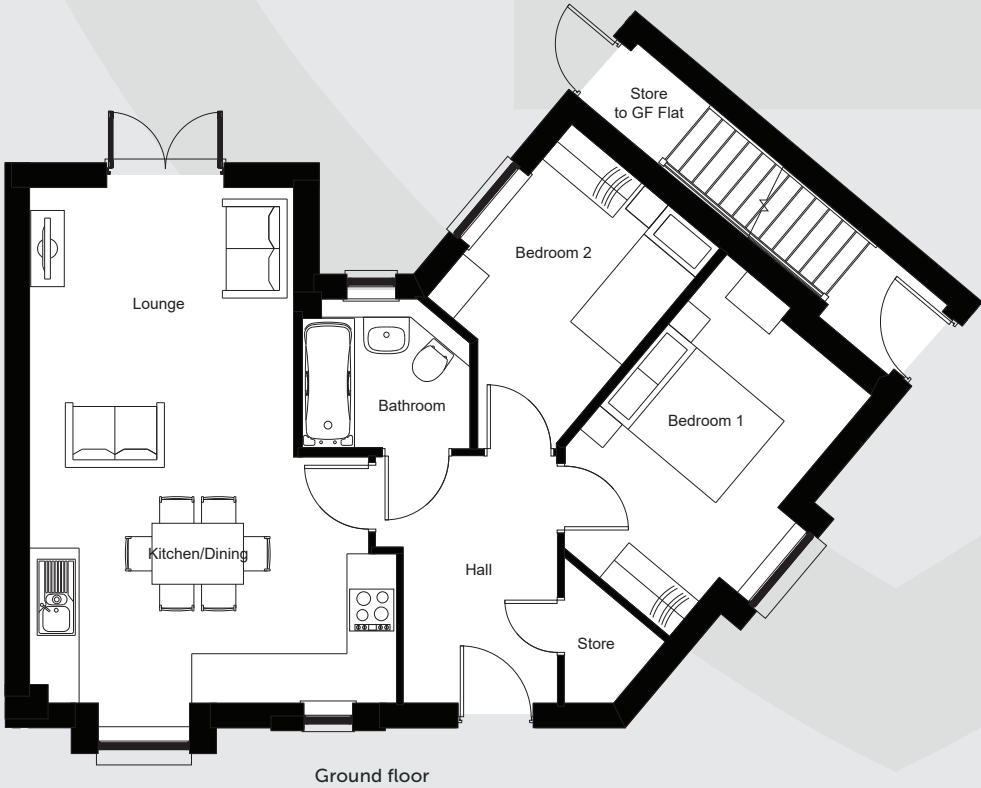 Store
to GF Flat
Bedroom 2
Lounge
Bathroom
Bedroom 1
Kitchen/Dining
Hall
Store
Ground floor